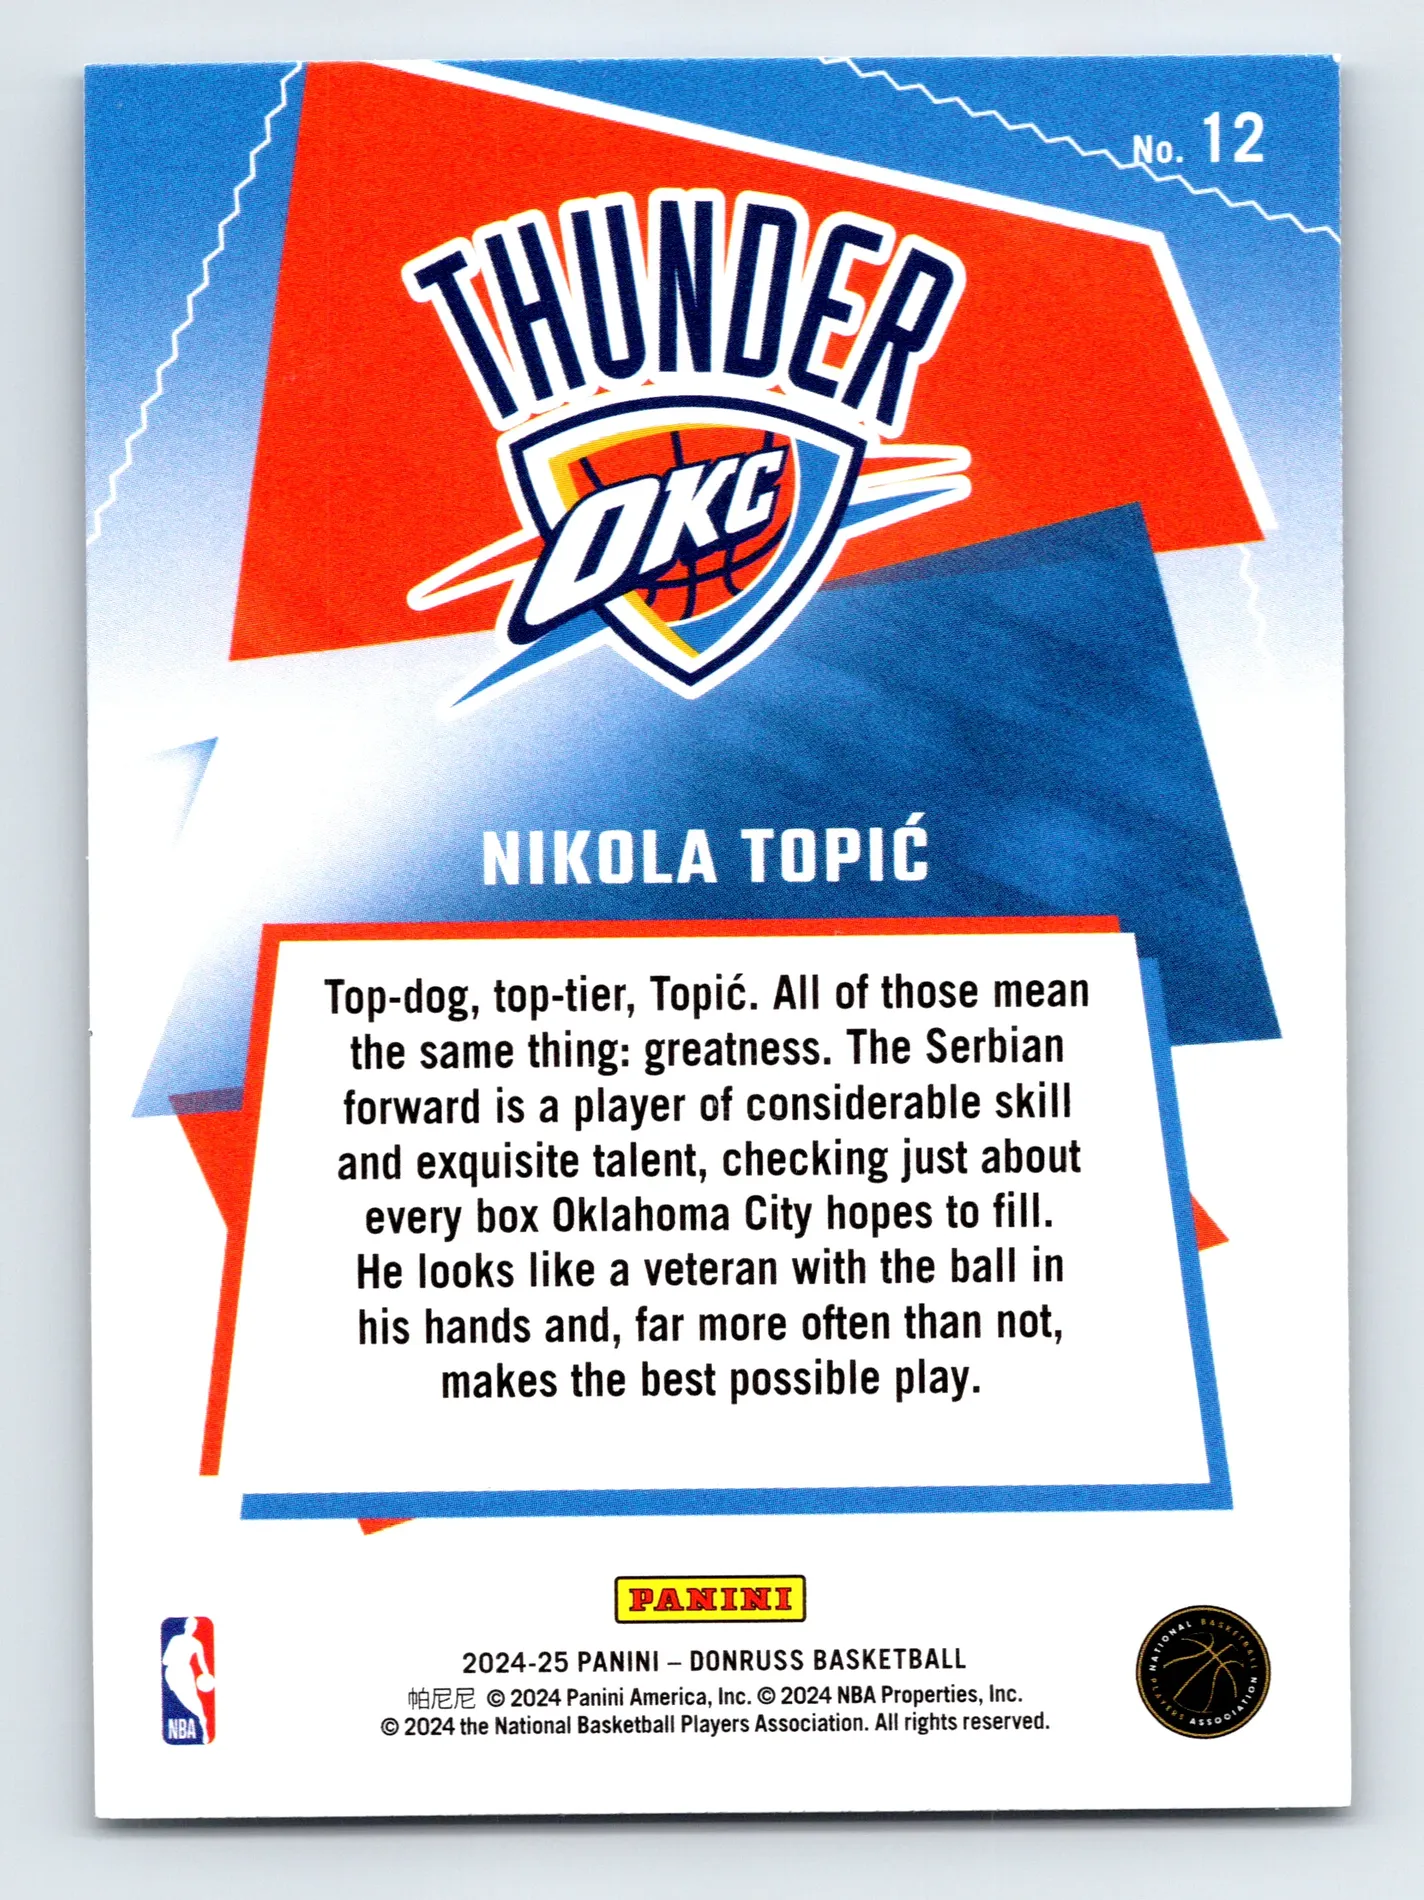 No. 12
THUNDER
OKC
NIKOLA TOPIĆ
Top-dog, top-tier, Topić. All of those mean
the same thing: greatness. The Serbian
forward is a player of considerable skill
and exquisite talent, checking just about
every box Oklahoma City hopes to fill.
He looks like a veteran with the ball in
his hands and, far more often than not,
makes the best possible play.
PANINI
2024-25 PANINI – DONRUSS BASKETBALL
帕尼尼 © 2024 Panini America, Inc. © 2024 NBA Properties, Inc.
© 2024 the National Basketball Players Association. All rights reserved.
NBA
NATIONAL BASKETBALL PLAYERS ASSOCIATION